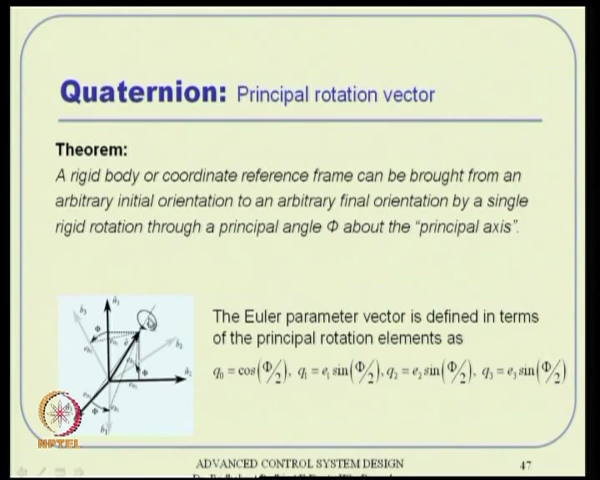 Quaternion: Principal rotation vector
Theorem:
A rigid body or coordinate reference frame can be brought from an
arbitrary initial orientation to an arbitrary final orientation by a single
rigid rotation through a principal angle Φ about the "principal axis".
The Euler parameter vector is defined in terms
of the principal rotation elements as
q₀ = cos(Φ/2), q₁ = e₁ sin(Φ/2), q₂ = e₂ sin(Φ/2), q₃ = e₃ sin(Φ/2)
NPTEL
ADVANCED CONTROL SYSTEM DESIGN
47